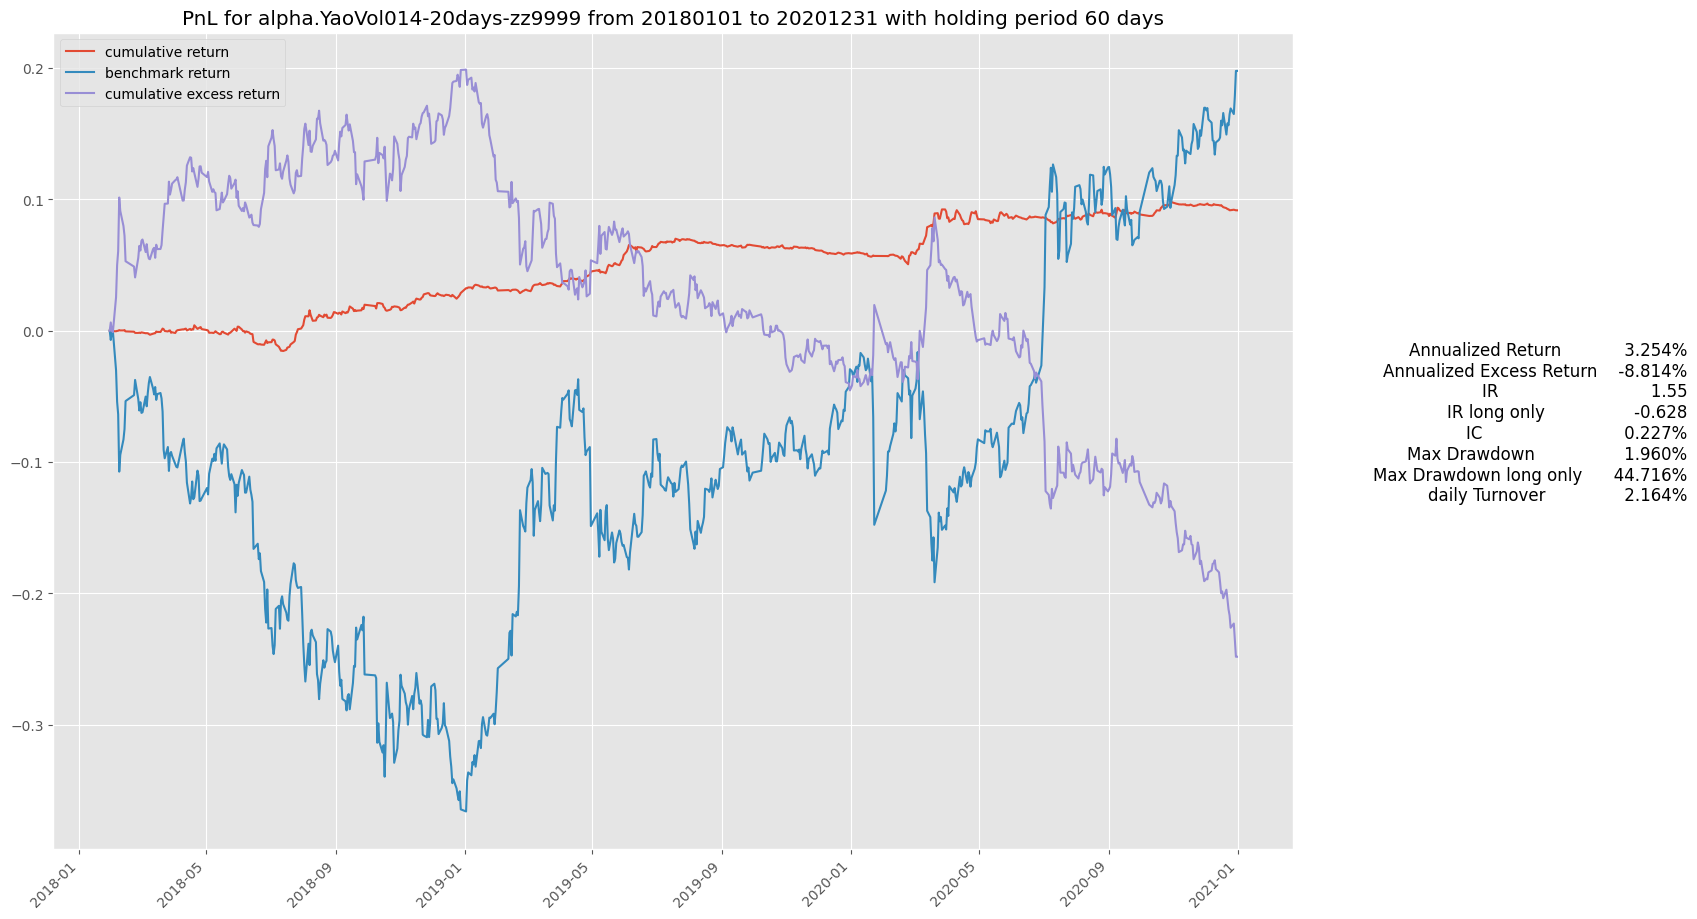 PnL for alpha.YaoVol014-20days-zz9999 from 20180101 to 20201231 with holding period 60 days
cumulative return
benchmark return
cumulative excess return
0.2
0.1
0.0
−0.1
−0.2
−0.3
2018-01
2018-05
2018-09
2019-01
2019-05
2019-09
2020-01
2020-05
2020-09
2021-01
Annualized Return 3.254%
Annualized Excess Return -8.814%
IR 1.55
IR long only -0.628
IC 0.227%
Max Drawdown 1.960%
Max Drawdown long only 44.716%
daily Turnover 2.164%